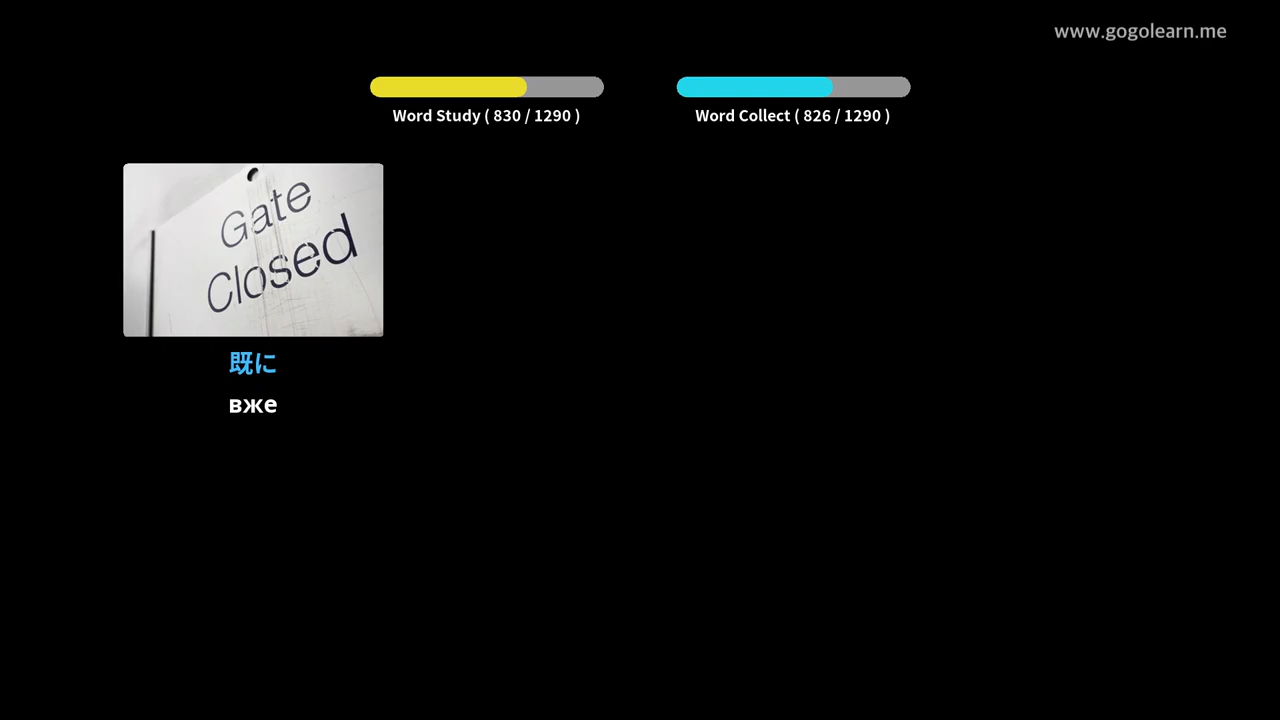 www.gogolearn.me
Word Study ( 830 / 1290 )
Word Collect ( 826 / 1290 )
Gate
Closed
既に
вже